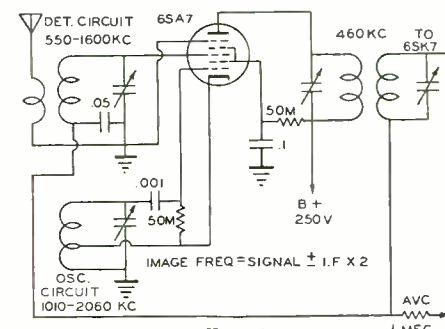 DET. CIRCUIT
550-1600KC
6SA7
460KC
TO
6SK7
.05
50M
.1
.001
50M
B+
250V
IMAGE FREQ=SIGNAL ± I.F X 2
OSC.
CIRCUIT
1010-2060 KC
AVC